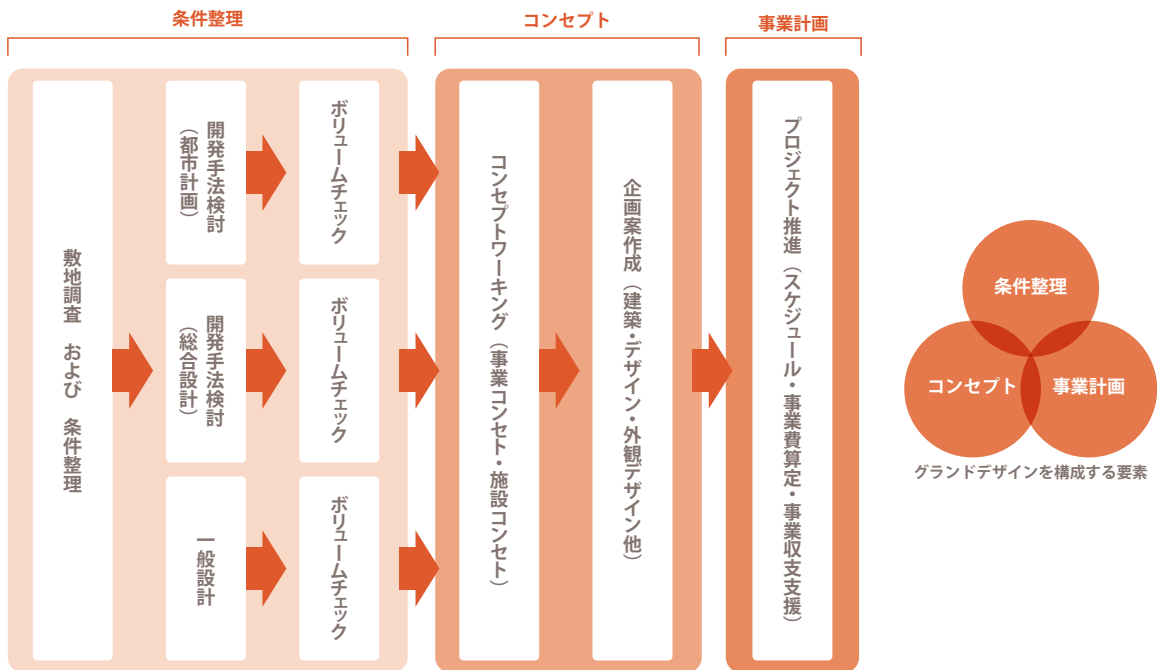 条件整理
コンセプト
事業計画
敷地調査　および　条件整理
開発手法検討
（都市計画）
ボリュームチェック
開発手法検討
（総合設計）
ボリュームチェック
一般設計
ボリュームチェック
コンセプトワーキング（事業コンセト・施設コンセト）
企画案作成（建築・デザイン・外観デザイン他）
プロジェクト推進（スケジュール・事業費算定・事業収支支援）
条件整理
コンセプト
事業計画
グランドデザインを構成する要素